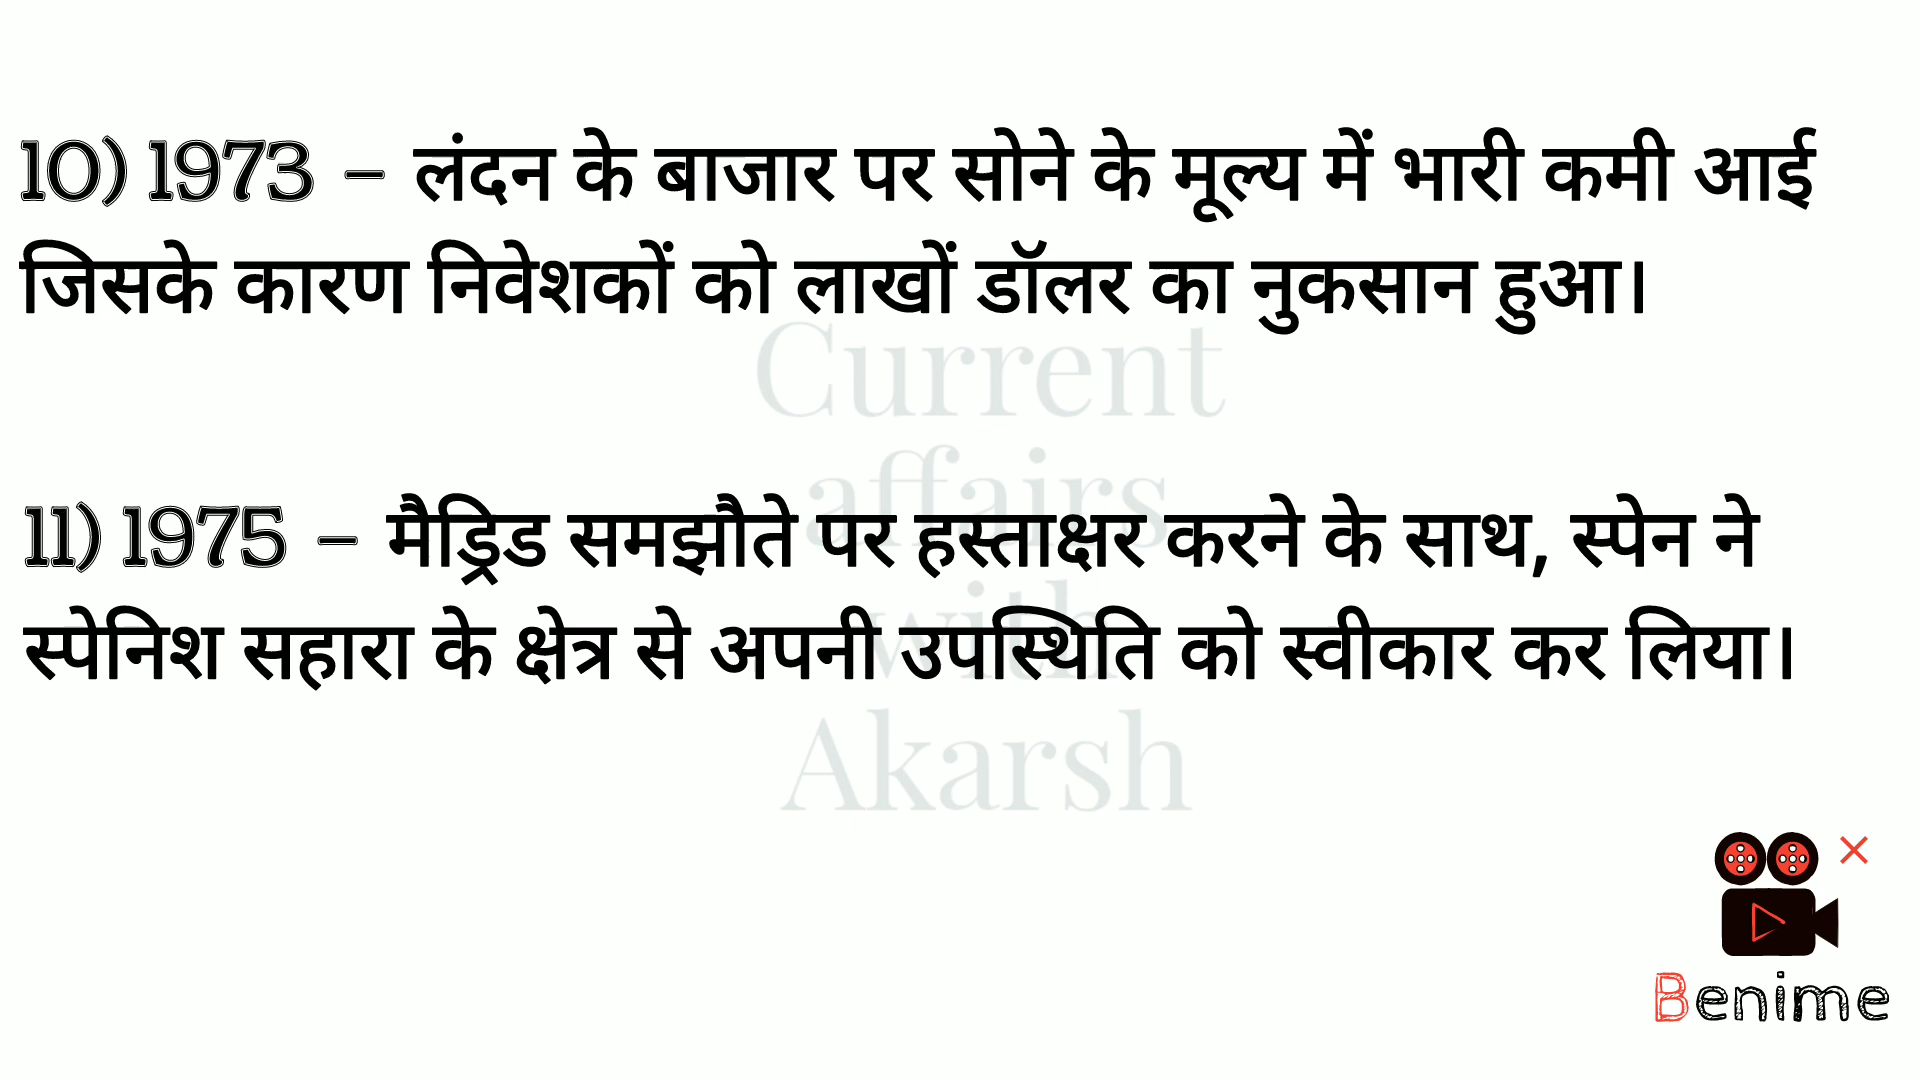 10) 1973 – लंदन के बाजार पर सोने के मूल्य में भारी कमी आई
जिसके कारण निवेशकों को लाखों डॉलर का नुकसान हुआ।
Current
affairs
with
Akarsh
11) 1975 – मैड्रिड समझौते पर हस्ताक्षर करने के साथ, स्पेन ने
स्पेनिश सहारा के क्षेत्र से अपनी उपस्थिति को स्वीकार कर लिया।
Benime